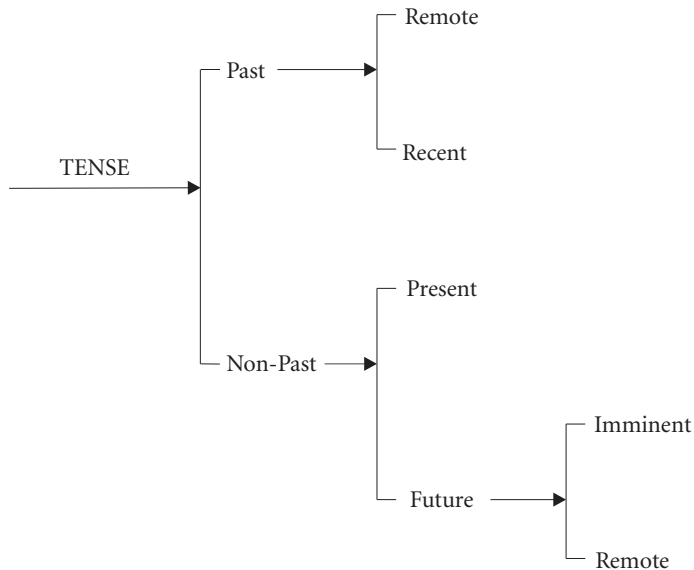 Remote
Past
Recent
TENSE
Present
Non-Past
Imminent
Future
Remote